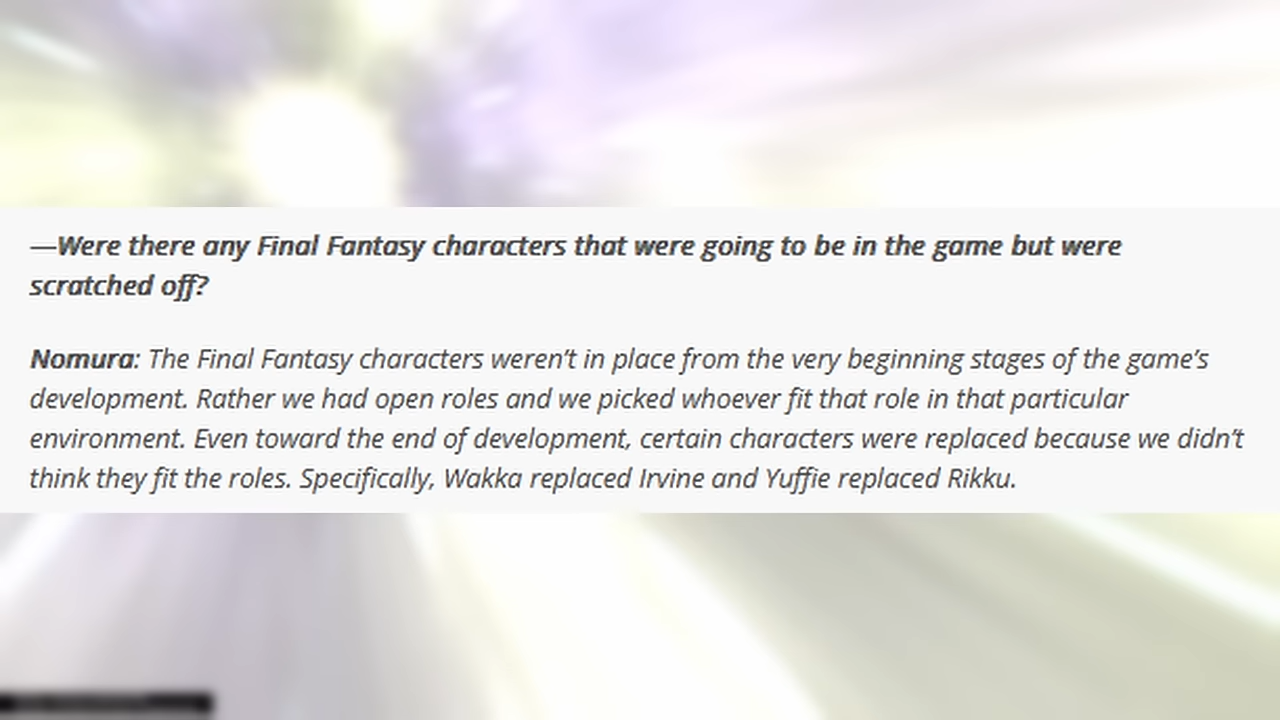 —Were there any Final Fantasy characters that were going to be in the game but were
scratched off?
Nomura: The Final Fantasy characters weren’t in place from the very beginning stages of the game’s
development. Rather we had open roles and we picked whoever fit that role in that particular
environment. Even toward the end of development, certain characters were replaced because we didn’t
think they fit the roles. Specifically, Wakka replaced Irvine and Yuffie replaced Rikku.